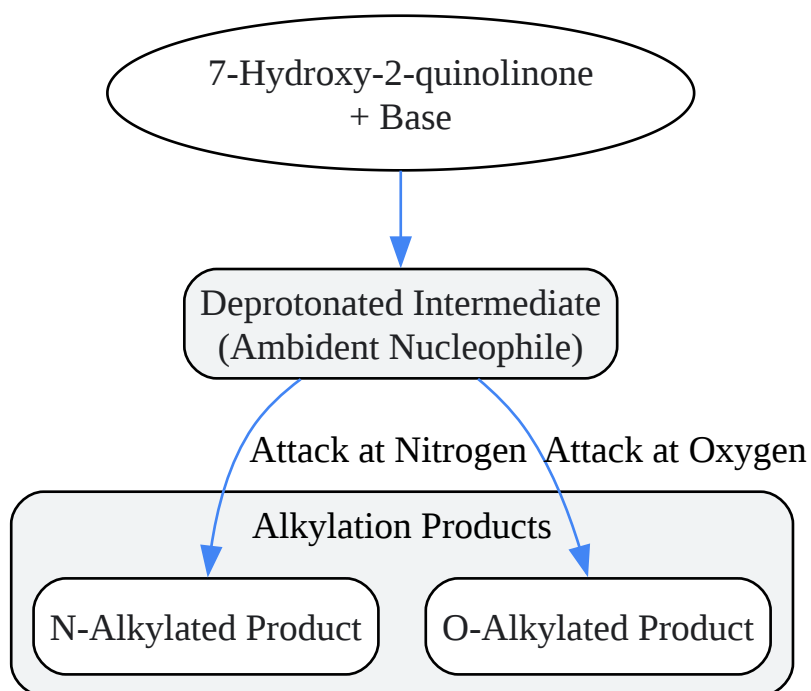 7-Hydroxy-2-quinolinone
+ Base
Deprotonated Intermediate
(Ambident Nucleophile)
Attack at Nitrogen
Attack at Oxygen
Alkylation Products
N-Alkylated Product
O-Alkylated Product